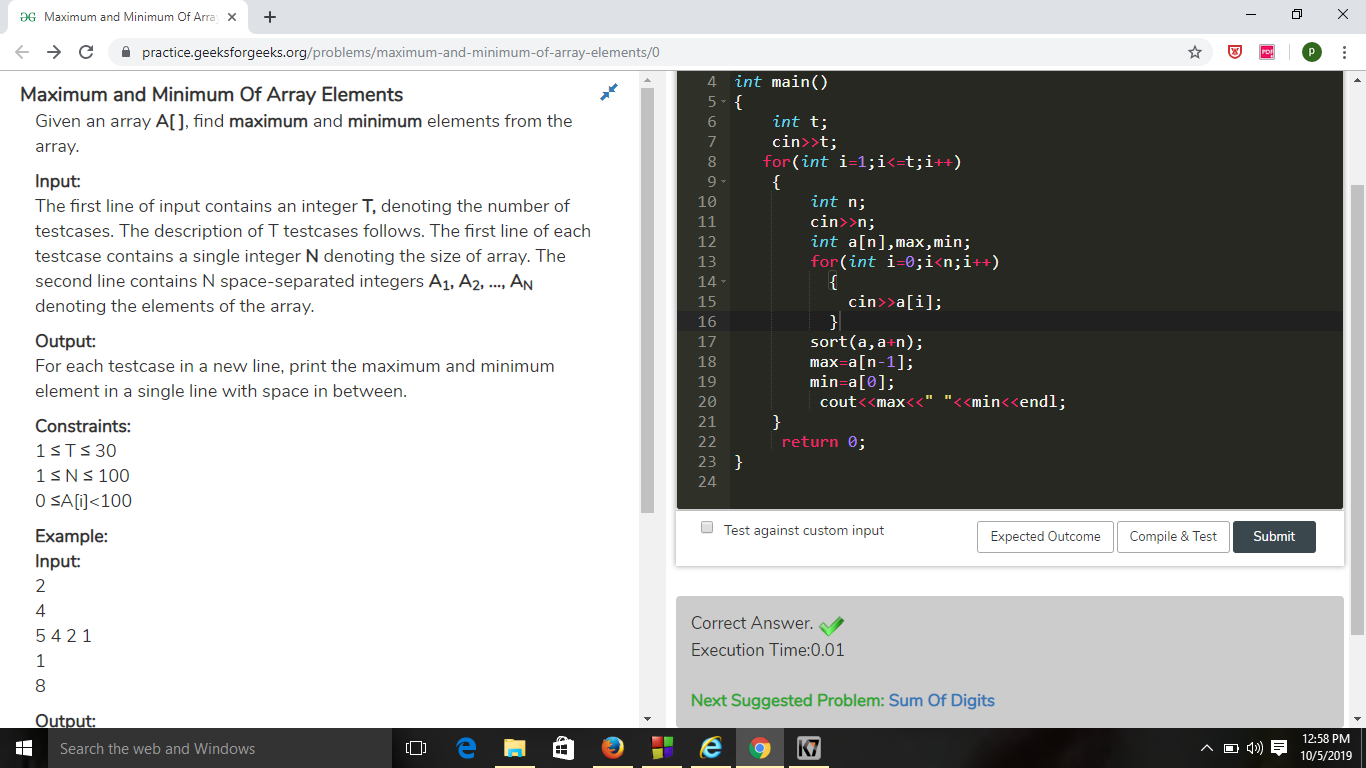 Maximum and Minimum Of Arra
practice.geeksforgeeks.org/problems/maximum-and-minimum-of-array-elements/0
PDF
P
Maximum and Minimum Of Array Elements
Given an array A[ ], find maximum and minimum elements from the
array.
Input:
The first line of input contains an integer T, denoting the number of
testcases. The description of T testcases follows. The first line of each
testcase contains a single integer N denoting the size of array. The
second line contains N space-separated integers A1, A2, ..., AN
denoting the elements of the array.
Output:
For each testcase in a new line, print the maximum and minimum
element in a single line with space in between.
Constraints:
1 ≤ T ≤ 30
1 ≤ N ≤ 100
0 ≤A[i]<100
Example:
Input:
2
4
5 4 2 1
1
8
Output:
4 int main()
5 {
6 int t;
7 cin>>t;
8 for(int i=1;i<=t;i++)
9 {
10 int n;
11 cin>>n;
12 int a[n],max,min;
13 for(int i=0;i<n;i++)
14 {
15 cin>>a[i];
16 }
17 sort(a,a+n);
18 max=a[n-1];
19 min=a[0];
20 cout<<max<<" "<<min<<endl;
21 }
22 return 0;
23 }
24
Test against custom input
Expected Outcome
Compile & Test
Submit
Correct Answer.
Execution Time:0.01
Next Suggested Problem: Sum Of Digits
Search the web and Windows
12:58 PM
10/5/2019